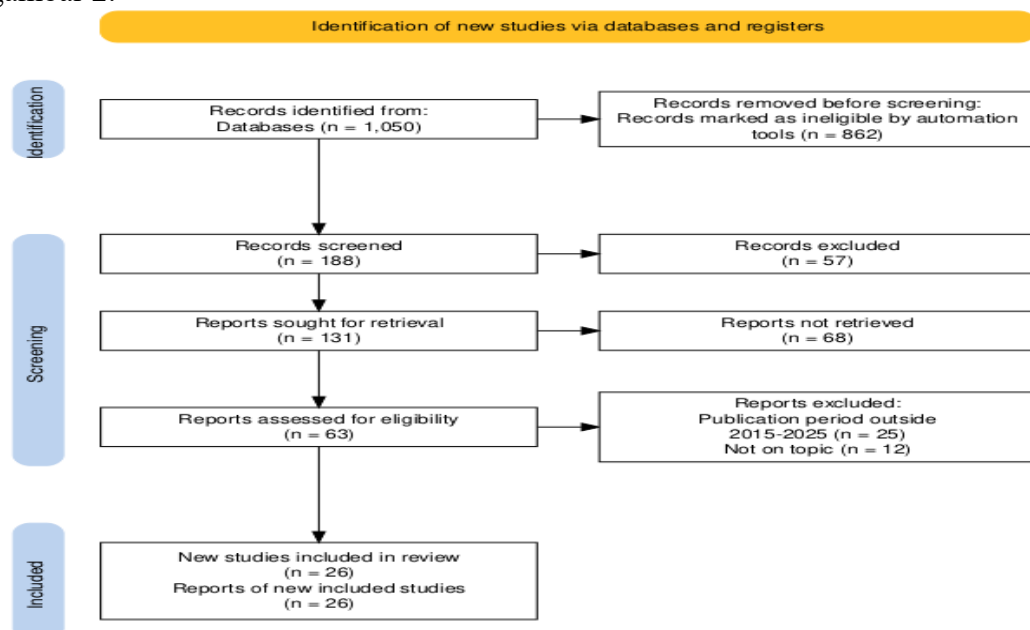 gambar 2.
Identification of new studies via databases and registers
Identification
Records identified from:
Databases (n = 1,050)
Records removed before screening:
Records marked as ineligible by automation
tools (n = 862)
Screening
Records screened
(n = 188)
Records excluded
(n = 57)
Reports sought for retrieval
(n = 131)
Reports not retrieved
(n = 68)
Reports assessed for eligibility
(n = 63)
Reports excluded:
Publication period outside
2015-2025 (n = 25)
Not on topic (n = 12)
Included
New studies included in review
(n = 26)
Reports of new included studies
(n = 26)